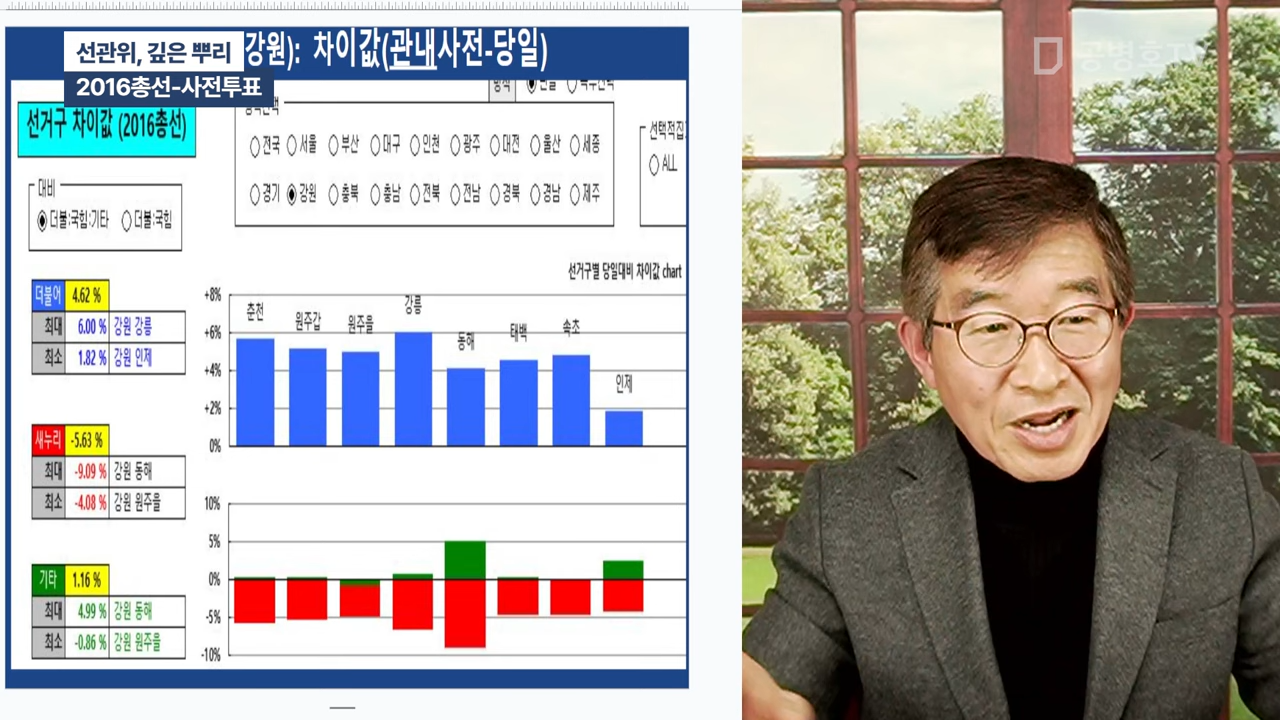 선관위, 깊은 뿌리
2016총선-사전투표
강원): 차이값(관내사전-당일)
선거구 차이값 (2016총선)
전국 서울 부산 대구 인천 광주 대전 울산 세종
경기 강원 충북 충남 전북 전남 경북 경남 제주
ALL
대비
더불:국힘:기타 더불:국힘
선거구별 당일대비 차이값 chart
더불어 4.62 %
최대 6.00 % 강원 강릉
최소 1.82 % 강원 인제
새누리 -5.63 %
최대 -9.09 % 강원 동해
최소 -4.08 % 강원 원주을
기타 1.16 %
최대 4.99 % 강원 동해
최소 -0.86 % 강원 원주을
+8%
+6%
+4%
+2%
0%
춘천 원주갑 원주을 강릉 동해 태백 속초 인제
10%
5%
0%
-5%
-10%
공병호TV